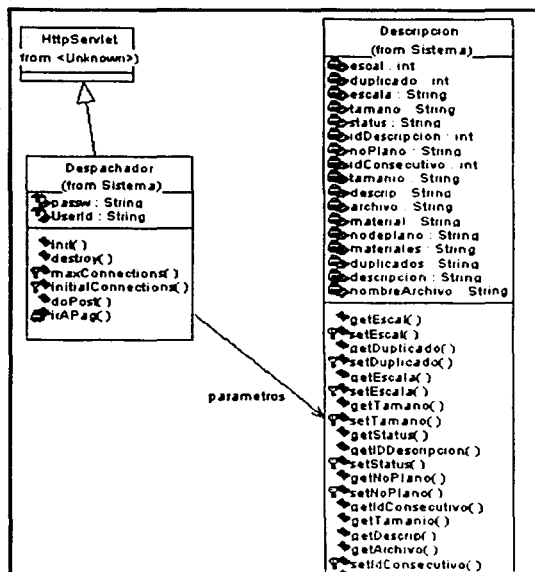 HttpServlet
from <Unknown>)
Despachador
(from Sistema)
passw : String
UserId : String
init( )
destroy( )
maxConnections( )
initialConnections( )
doPost( )
irAPag( )
parametros
Descripcion
(from Sistema)
escal : int
duplicado : int
escala : String
tamano : String
status : String
idDescripcion : int
noPlano : String
idConsecutivo : int
tamanio : String
descrip : String
archivo : String
material : String
nodeplano : String
materiales : String
duplicados : String
descripcion : String
nombreArchivo : String
getEscal( )
setEscal( )
getDuplicado( )
setDuplicado( )
getEscala( )
setEscala( )
getTamano( )
setTamano( )
getStatus( )
getIDDescripcion( )
setStatus( )
getNoPlano( )
setNoPlano( )
getIdConsecutivo( )
getTamanio( )
getDescrip( )
getArchivo( )
setIdConsecutivo( )